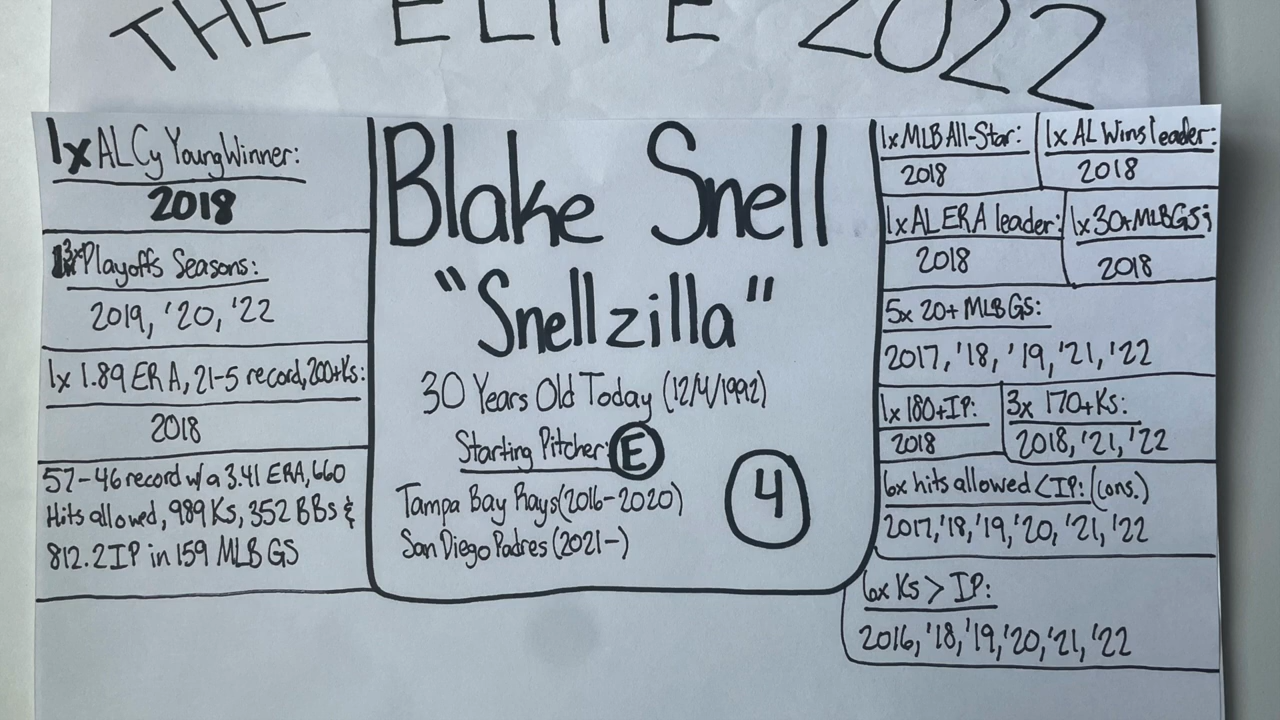 THE ELITE 2022
1x AL Cy Young Winner:
2018
3x Playoffs Seasons:
2019, '20, '22
1x 1.89 ERA, 21-5 record, 200+Ks:
2018
57-46 record w/a 3.41 ERA, 660
Hits allowed, 989 Ks, 352 BBs &
812.2 IP in 159 MLB GS
Blake Snell
"Snellzilla"
30 Years Old Today (12/4/1992)
Starting Pitcher: E
Tampa Bay Rays (2016-2020)
San Diego Padres (2021-)
4
1x MLB All-Star:
2018
1x AL Wins leader:
2018
1x AL ERA leader:
2018
1x 30+ MLB GS:
2018
5x 20+ MLB GS:
2017, '18, '19, '21, '22
1x 180+ IP:
2018
3x 170+ Ks:
2018, '21, '22
6x hits allowed < IP: (cons.)
2017, '18, '19, '20, '21, '22
6x Ks > IP:
2016, '18, '19, '20, '21, '22